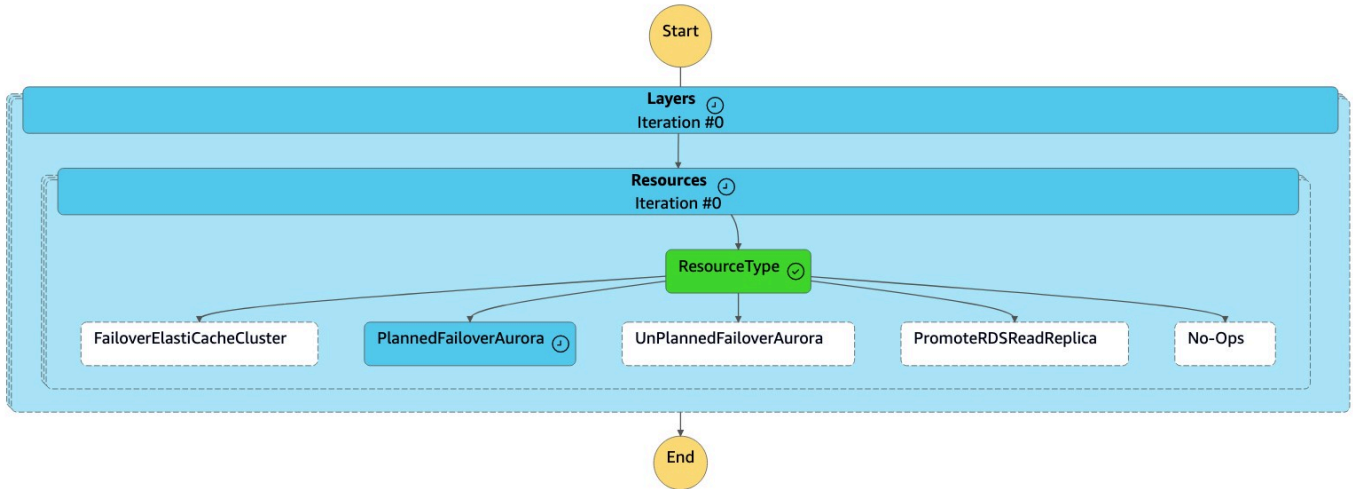 Start
Layers
Iteration #0
Resources
Iteration #0
ResourceType
FailoverElastiCacheCluster
PlannedFailoverAurora
UnPlannedFailoverAurora
PromoteRDSReadReplica
No-Ops
End